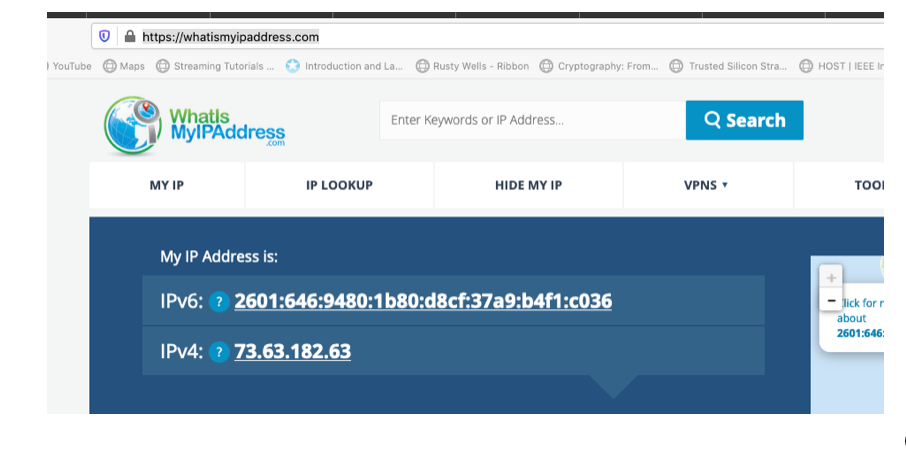 https://whatismyipaddress.com
YouTube Maps Streaming Tutorials ... Introduction and La... Rusty Wells - Ribbon Cryptography: From... Trusted Silicon Stra... HOST | IEEE
WhatIs
MyIPAddress
.com
Enter Keywords or IP Address...
Search
MY IP IP LOOKUP HIDE MY IP VPNS ▾
My IP Address is:
IPv6: ? 2601:646:9480:1b80:d8cf:37a9:b4f1:c036
IPv4: ? 73.63.182.63
+
−
Click for
about
2601:646: